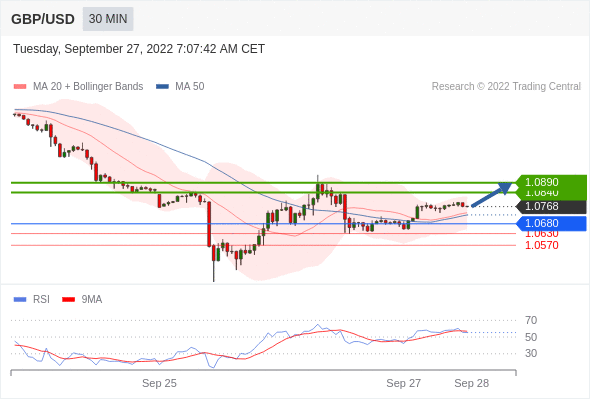 GBP/USD 30 MIN
Tuesday, September 27, 2022 7:07:42 AM CET
MA 20 + Bollinger Bands MA 50 Research © 2022 Trading Central
1.0890
1.0840
1.0768
1.0680
1.0630
1.0570
RSI 9MA
70
50
30
Sep 25 Sep 27 Sep 28